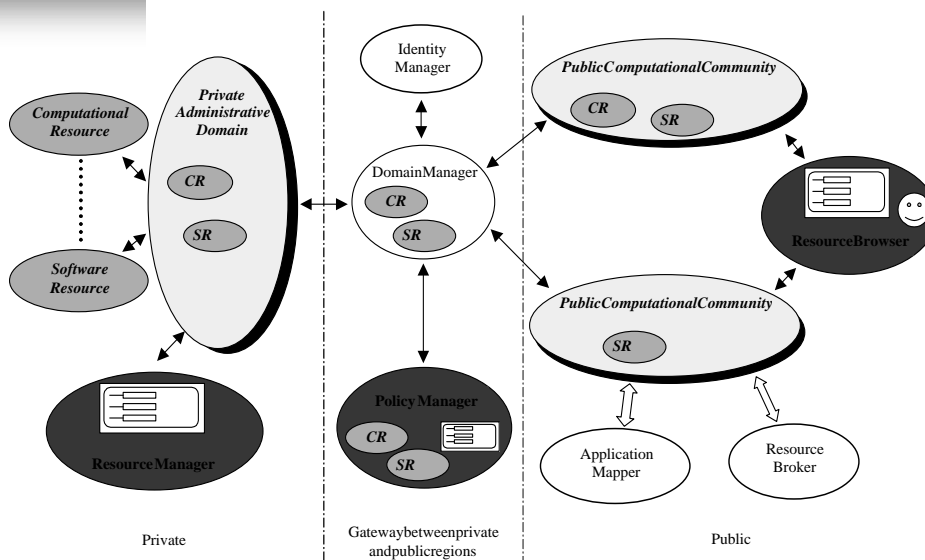 Computational
Resource
Software
Resource
Private
Administrative
Domain
CR
SR
ResourceManager
Private
Identity
Manager
DomainManager
CR
SR
PolicyManager
CR
SR
Gatewaybetweenprivate
andpublicregions
PublicComputationalCommunity
CR
SR
ResourceBrowser
PublicComputationalCommunity
SR
Application
Mapper
Resource
Broker
Public